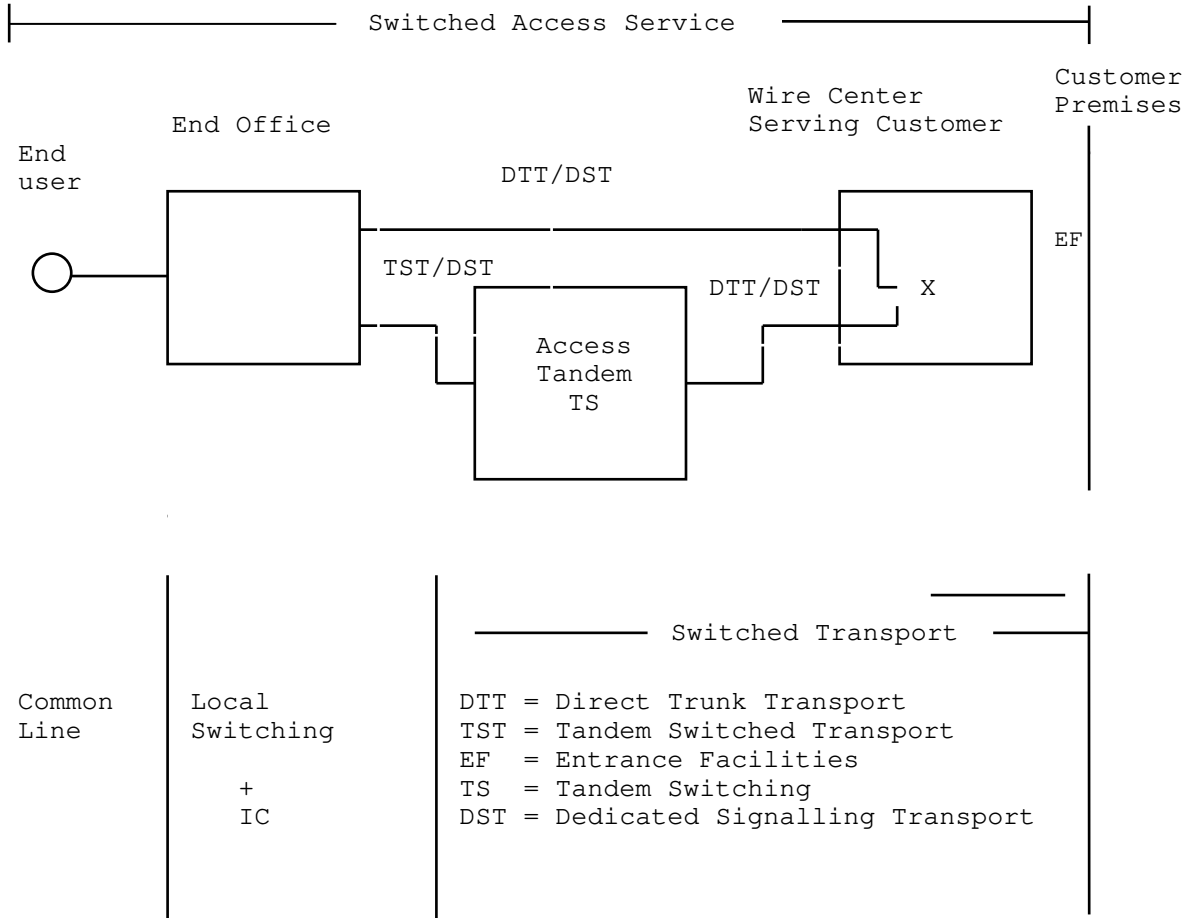 Switched Access Service
Customer
Premises
Wire Center
Serving Customer
End Office
End
user
DTT/DST
EF
TST/DST
DTT/DST
X
Access
Tandem
TS
Switched Transport
Common
Line
Local
Switching
+
IC
DTT = Direct Trunk Transport
TST = Tandem Switched Transport
EF = Entrance Facilities
TS = Tandem Switching
DST = Dedicated Signalling Transport